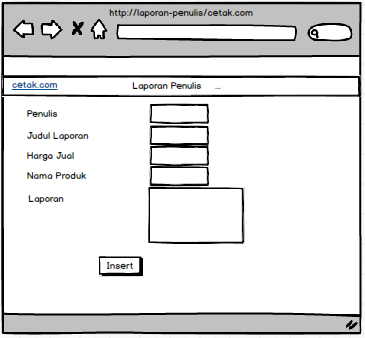 http://laporan-penulis/cetak.com
cetak.com Laporan Penulis
Penulis
Judul Laporan
Harga Jual
Nama Produk
Laporan
Insert